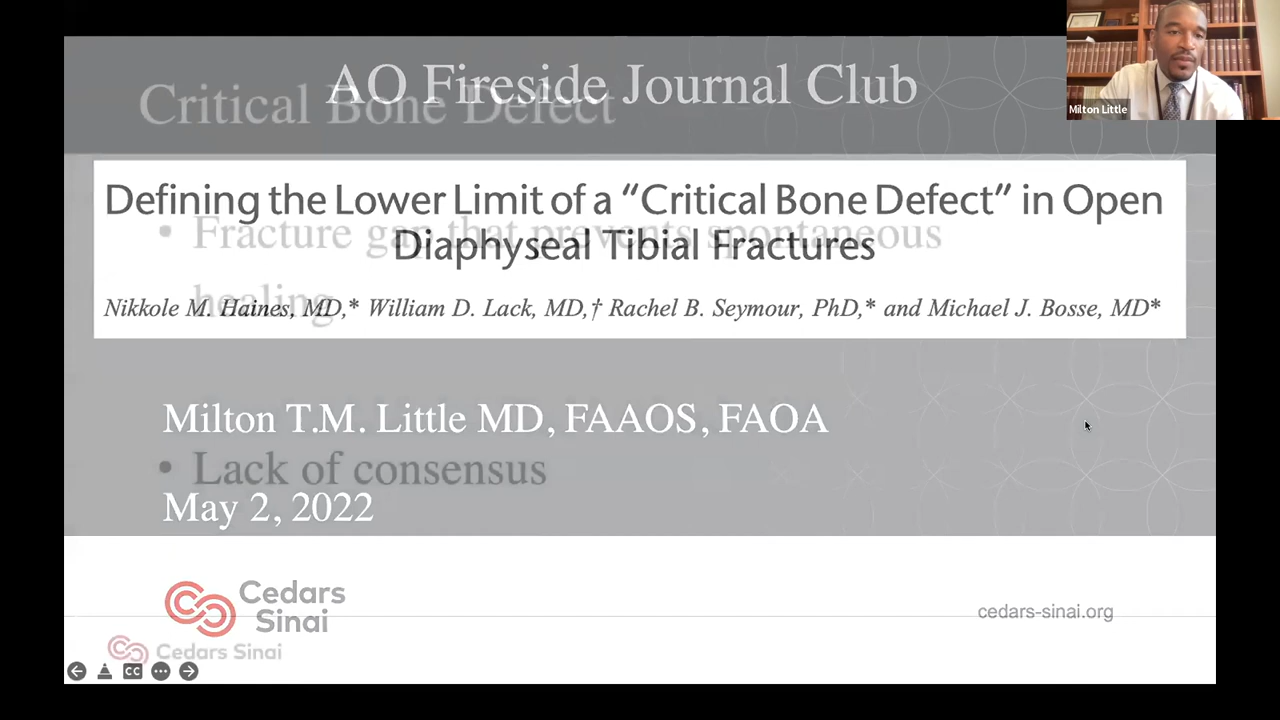 Milton Little
AO Fireside Journal Club
Critical Bone Defect
Defining the Lower Limit of a “Critical Bone Defect” in Open
Diaphyseal Tibial Fractures
• Fracture gap that prevents spontaneous
healing
Nikkole M. Haines, MD,* William D. Lack, MD,† Rachel B. Seymour, PhD,* and Michael J. Bosse, MD*
Milton T.M. Little MD, FAAOS, FAOA
• Lack of consensus
May 2, 2022
Cedars
Sinai
cedars-sinai.org
Cedars Sinai
CC